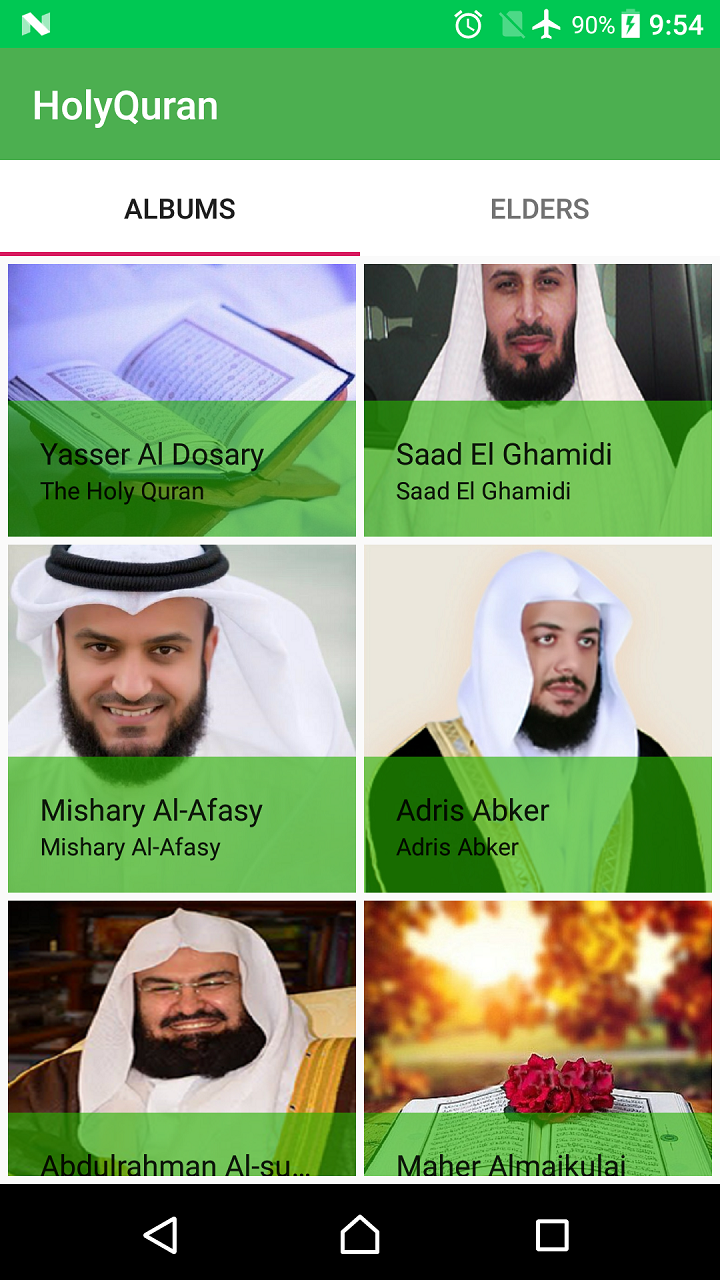 90% 9:54
HolyQuran
ALBUMS ELDERS
Yasser Al Dosary
The Holy Quran
Saad El Ghamidi
Saad El Ghamidi
Mishary Al-Afasy
Mishary Al-Afasy
Adris Abker
Adris Abker
Abdulrahman Al-su...
Maher Almaikulai